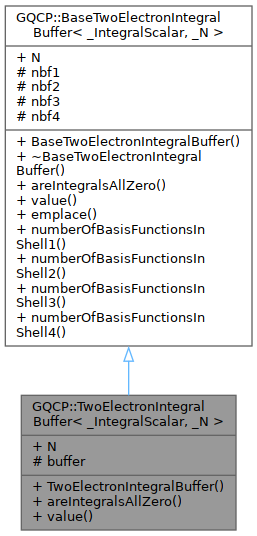 GQCP::BaseTwoElectronIntegral
Buffer< _IntegralScalar, _N >
+ N
# nbf1
# nbf2
# nbf3
# nbf4
+ BaseTwoElectronIntegralBuffer()
+ ~BaseTwoElectronIntegral
Buffer()
+ areIntegralsAllZero()
+ value()
+ emplace()
+ numberOfBasisFunctionsIn
Shell1()
+ numberOfBasisFunctionsIn
Shell2()
+ numberOfBasisFunctionsIn
Shell3()
+ numberOfBasisFunctionsIn
Shell4()
GQCP::TwoElectronIntegral
Buffer< _IntegralScalar, _N >
+ N
# buffer
+ TwoElectronIntegralBuffer()
+ areIntegralsAllZero()
+ value()